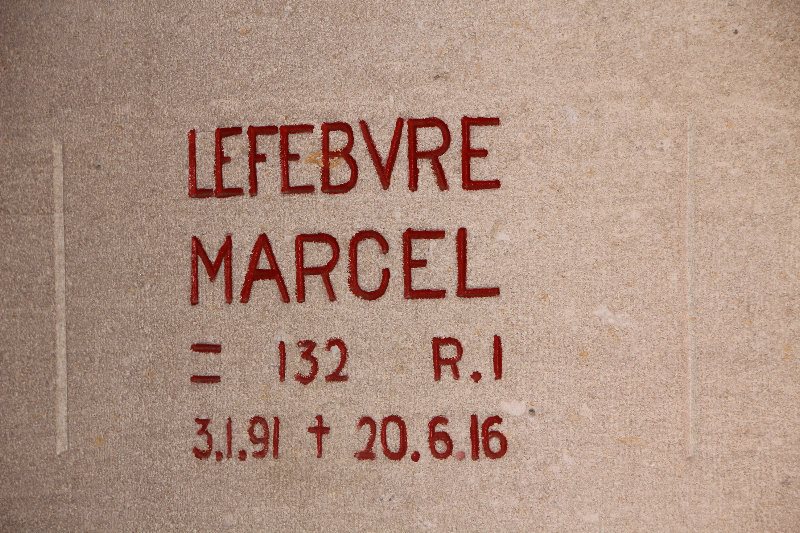 LEFEBVRE
MARCEL
= 132 R.I
3.1.91 † 20.6.16